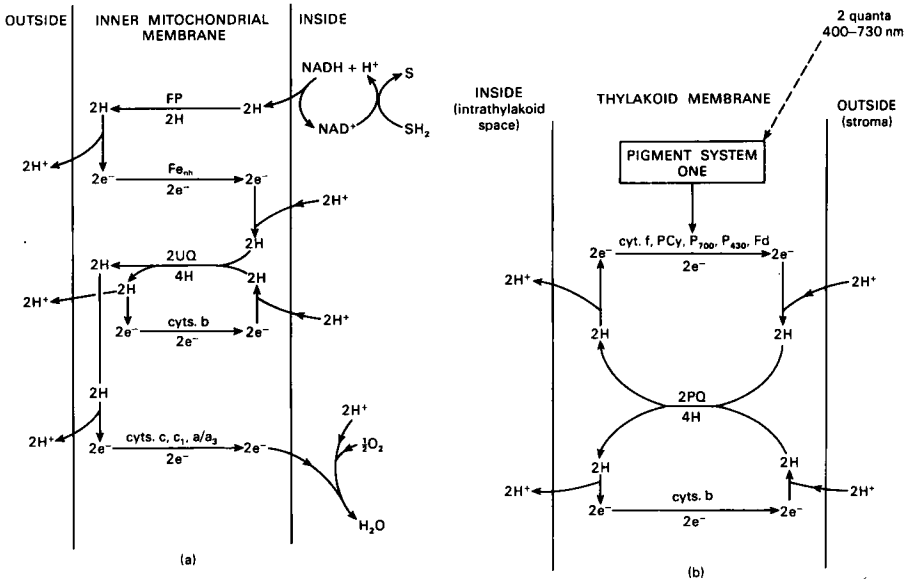 OUTSIDE
INNER MITOCHONDRIAL
MEMBRANE
INSIDE
NADH + H⁺
S
NAD⁺
SH₂
2H
FP
2H
2H
2H⁺
2e⁻
Fe_nh
2e⁻
2e⁻
2H⁺
2H
2H
2UQ
4H
2H
2H
2H⁺
2e⁻
cyts. b
2e⁻
2e⁻
2H⁺
2H
2H⁺
2e⁻
cyts. c, c₁, a/a₃
2e⁻
2e⁻
2H⁺
½O₂
H₂O
(a)
2 quanta
400–730 nm
INSIDE
(intrathylakoid
space)
THYLAKOID MEMBRANE
OUTSIDE
(stroma)
PIGMENT SYSTEM
ONE
2e⁻
cyt. f, PCy, P₇₀₀, P₄₃₀, Fd
2e⁻
2e⁻
2H⁺
2H⁺
2H
2H
2PQ
4H
2H
2H
2H⁺
2H⁺
2e⁻
cyts. b
2e⁻
2e⁻
(b)